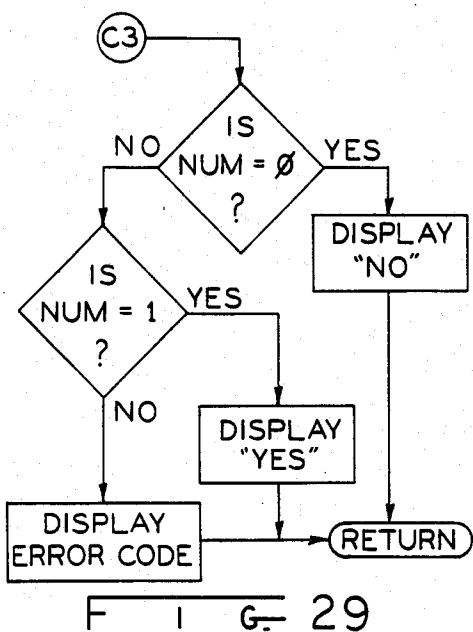 C3
IS
NUM = Ø
?
NO
YES
DISPLAY
"NO"
IS
NUM = 1
?
YES
NO
DISPLAY
"YES"
DISPLAY
ERROR CODE
RETURN
FIG. 29